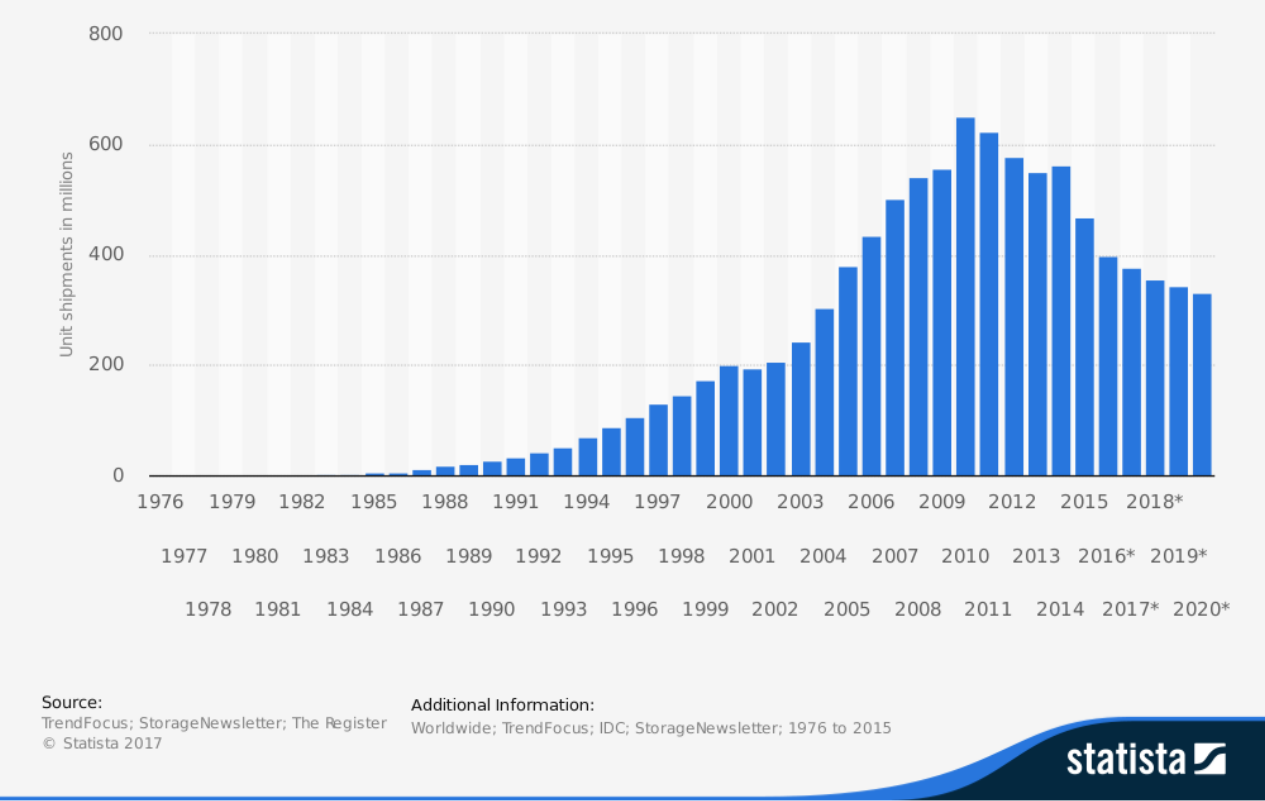 800
600
400
200
0
Unit shipments in millions
1976 1979 1982 1985 1988 1991 1994 1997 2000 2003 2006 2009 2012 2015 2018*
1977 1980 1983 1986 1989 1992 1995 1998 2001 2004 2007 2010 2013 2016* 2019*
1978 1981 1984 1987 1990 1993 1996 1999 2002 2005 2008 2011 2014 2017* 2020*
Source:
TrendFocus; StorageNewsletter; The Register
© Statista 2017
Additional Information:
Worldwide; TrendFocus; IDC; StorageNewsletter; 1976 to 2015
statista